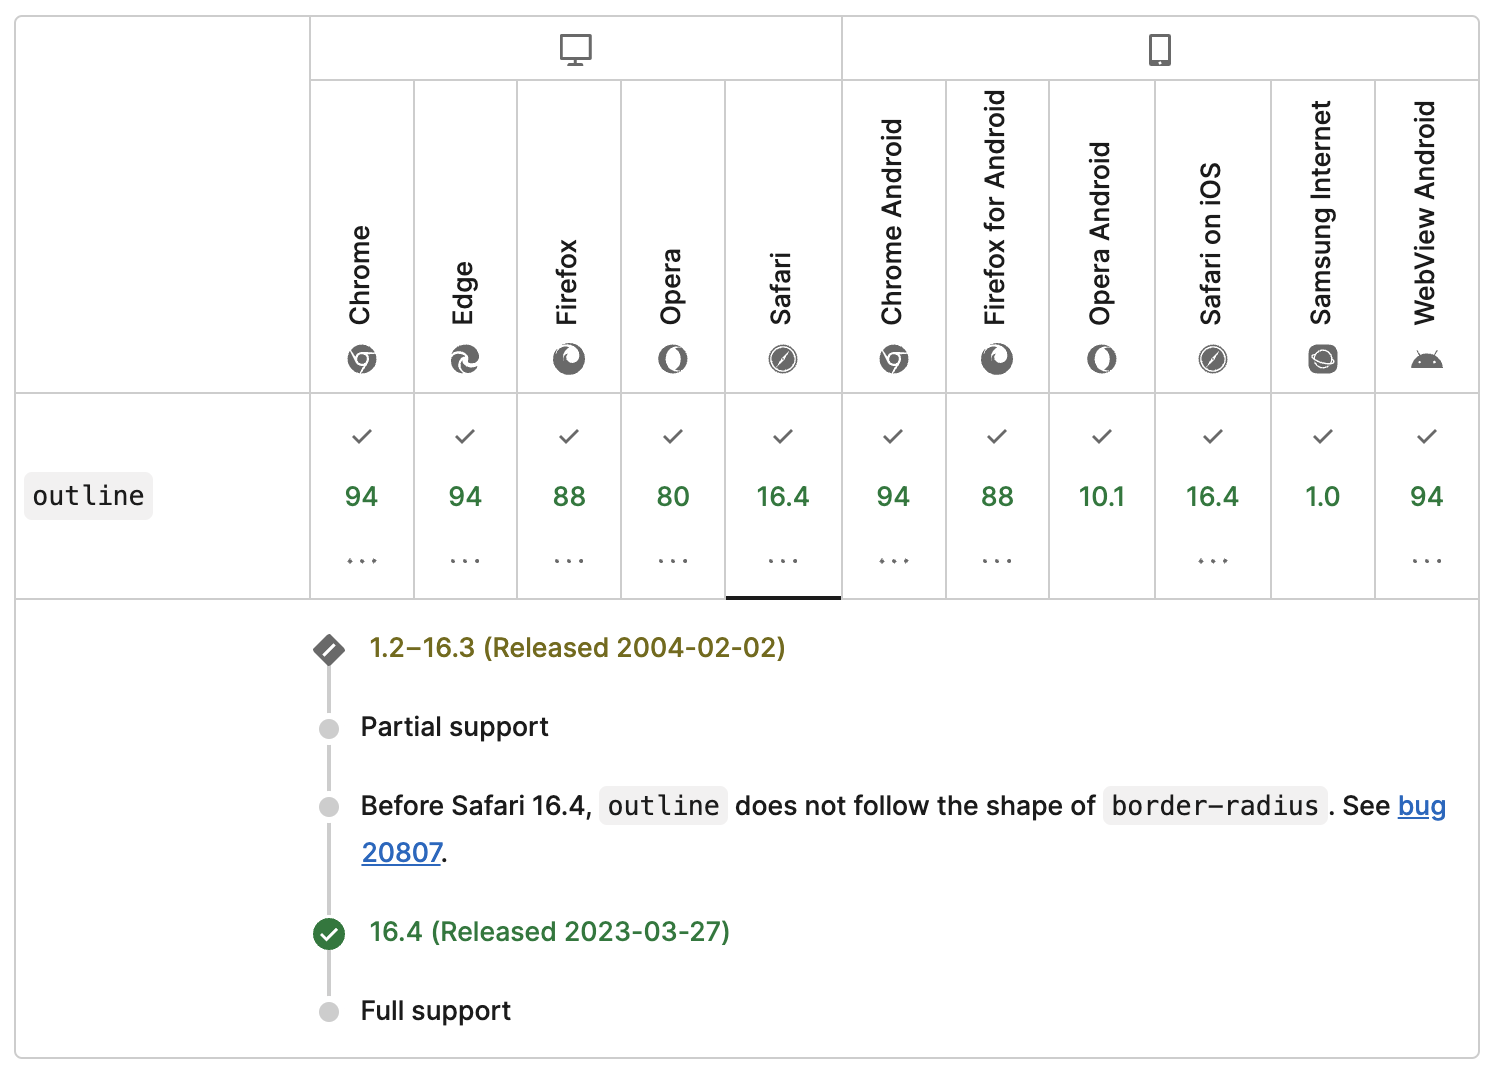 Chrome
Edge
Firefox
Opera
Safari
Chrome Android
Firefox for Android
Opera Android
Safari on iOS
Samsung Internet
WebView Android
outline
94
94
88
80
16.4
94
88
10.1
16.4
1.0
94
1.2–16.3 (Released 2004-02-02)
Partial support
Before Safari 16.4, outline does not follow the shape of border-radius. See bug
20807.
16.4 (Released 2023-03-27)
Full support